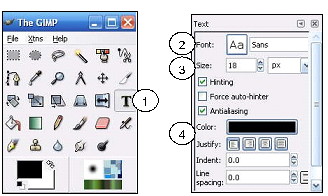 The GIMP
File Xtns Help
T
1
Text
2 Font: Aa Sans
3 Size: 18 px
Hinting
Force auto-hinter
Antialiasing
4 Color:
Justify:
Indent: 0.0
Line spacing: 0.0